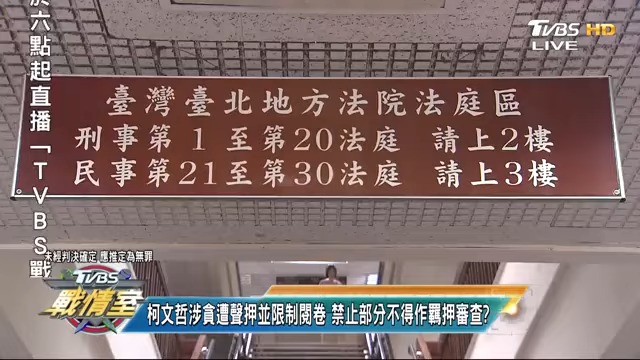 TVBS HD
LIVE
於六點起直播「TVBS戰
臺灣臺北地方法院法庭區
刑事第 1 至第20法庭 請上2樓
民事第21至第30法庭 請上3樓
未經判決確定 應推定為無罪
TVBS
戰情室
柯文哲涉貪遭聲押並限制閱卷 禁止部分不得作羈押審查?